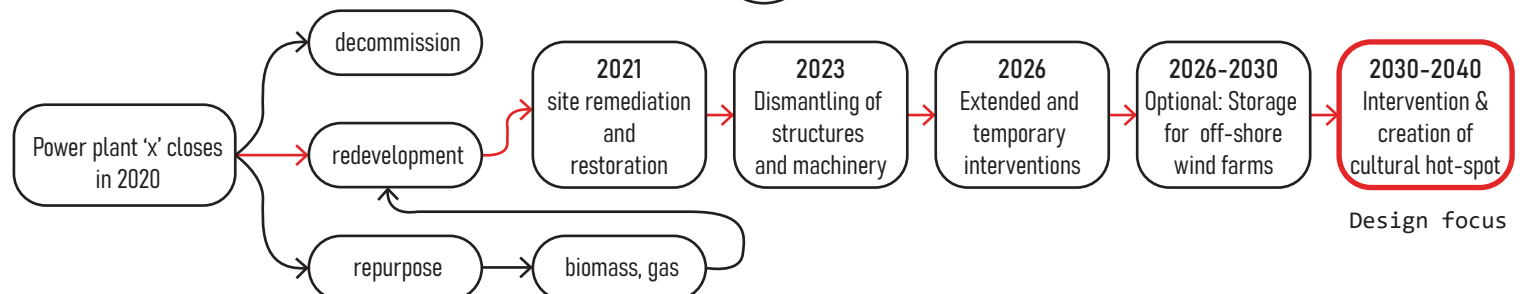 Power plant ‘x’ closes
in 2020
decommission
redevelopment
repurpose
biomass, gas
2021
site remediation
and
restoration
2023
Dismantling of
structures
and machinery
2026
Extended and
temporary
interventions
2026-2030
Optional: Storage
for off-shore
wind farms
2030-2040
Intervention &
creation of
cultural hot-spot
Design focus